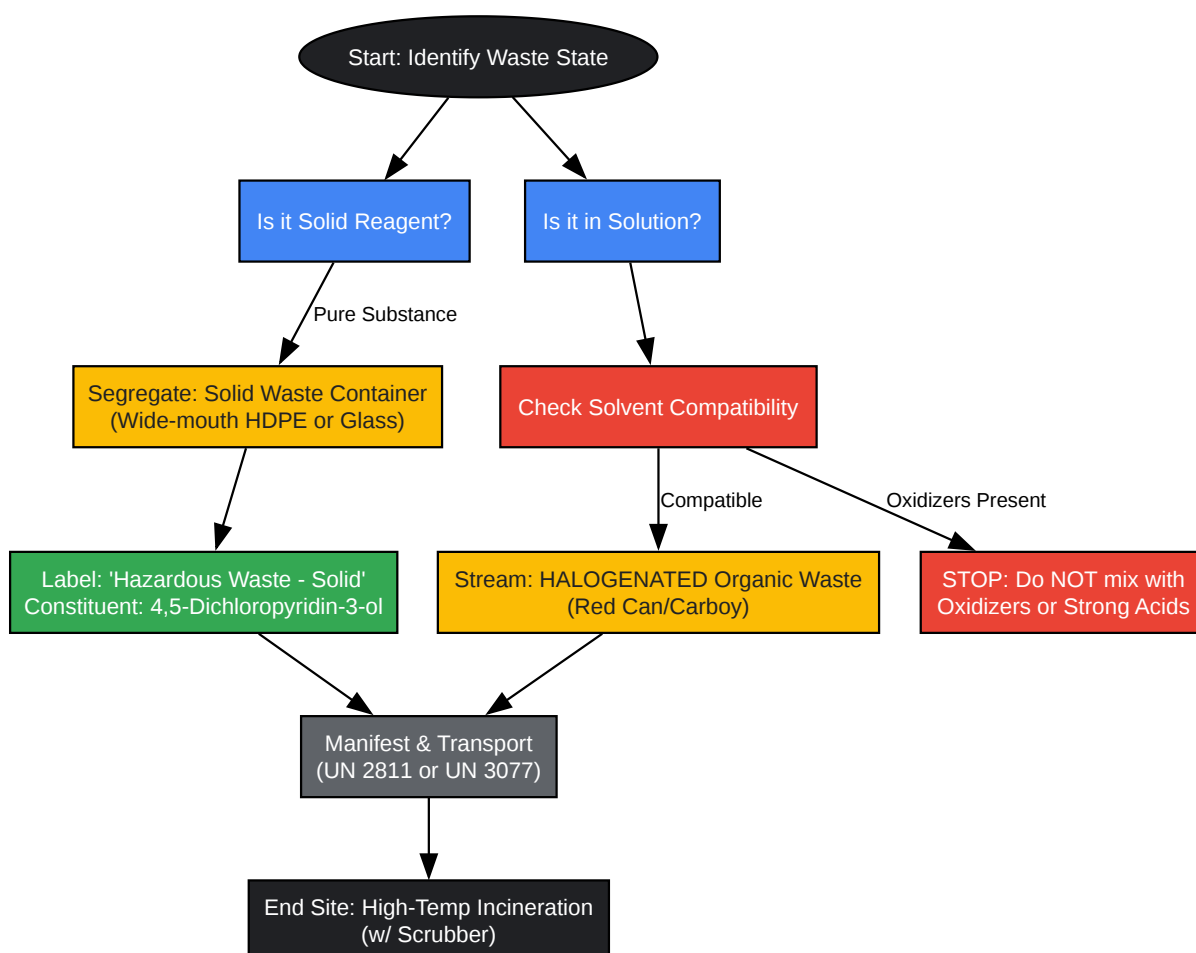 Start: Identify Waste State
Is it Solid Reagent?
Is it in Solution?
Pure Substance
Segregate: Solid Waste Container
(Wide-mouth HDPE or Glass)
Check Solvent Compatibility
Compatible
Oxidizers Present
Label: 'Hazardous Waste - Solid'
Constituent: 4,5-Dichloropyridin-3-ol
Stream: HALOGENATED Organic Waste
(Red Can/Carboy)
STOP: Do NOT mix with
Oxidizers or Strong Acids
Manifest & Transport
(UN 2811 or UN 3077)
End Site: High-Temp Incineration
(w/ Scrubber)